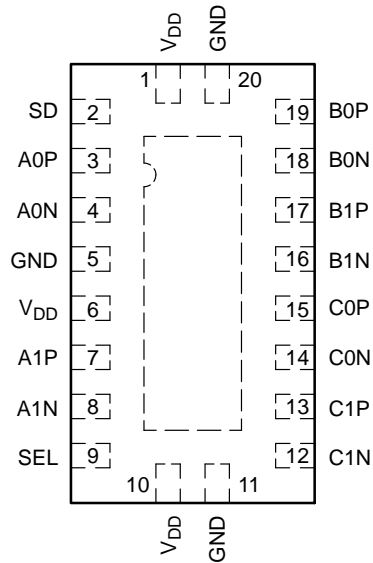 VDD GND
1 20
SD 2 19 B0P
A0P 3 18 B0N
A0N 4 17 B1P
GND 5 16 B1N
VDD 6 15 C0P
A1P 7 14 C0N
A1N 8 13 C1P
SEL 9 12 C1N
10 11
VDD GND